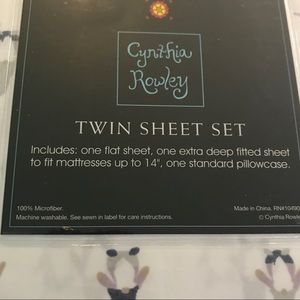 Cynthia
Rowley
TWIN SHEET SET
Includes: one flat sheet, one extra deep fitted sheet
to fit mattresses up to 14", one standard pillowcase.
100% Microfiber. Made in China.
Machine washable. See sewn in label for care instructions. © Cynthia